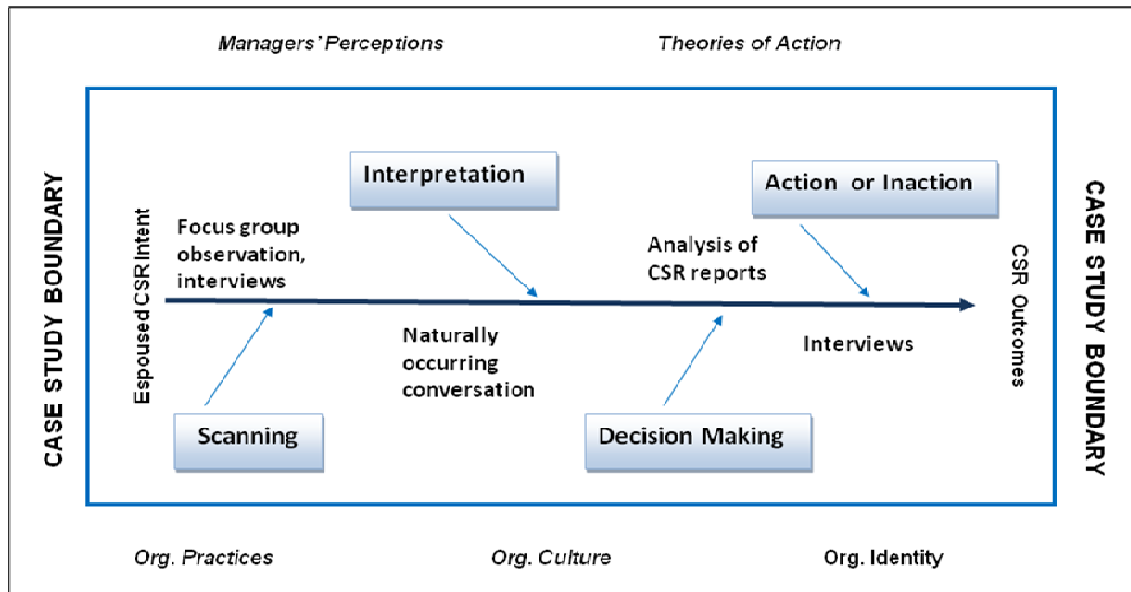 Managers' Perceptions
Theories of Action
CASE STUDY BOUNDARY
Espoused CSR Intent
Focus group
observation,
interviews
Interpretation
Analysis of
CSR reports
Action or Inaction
Scanning
Naturally
occurring
conversation
Decision Making
Interviews
CSR Outcomes
CASE STUDY BOUNDARY
Org. Practices
Org. Culture
Org. Identity